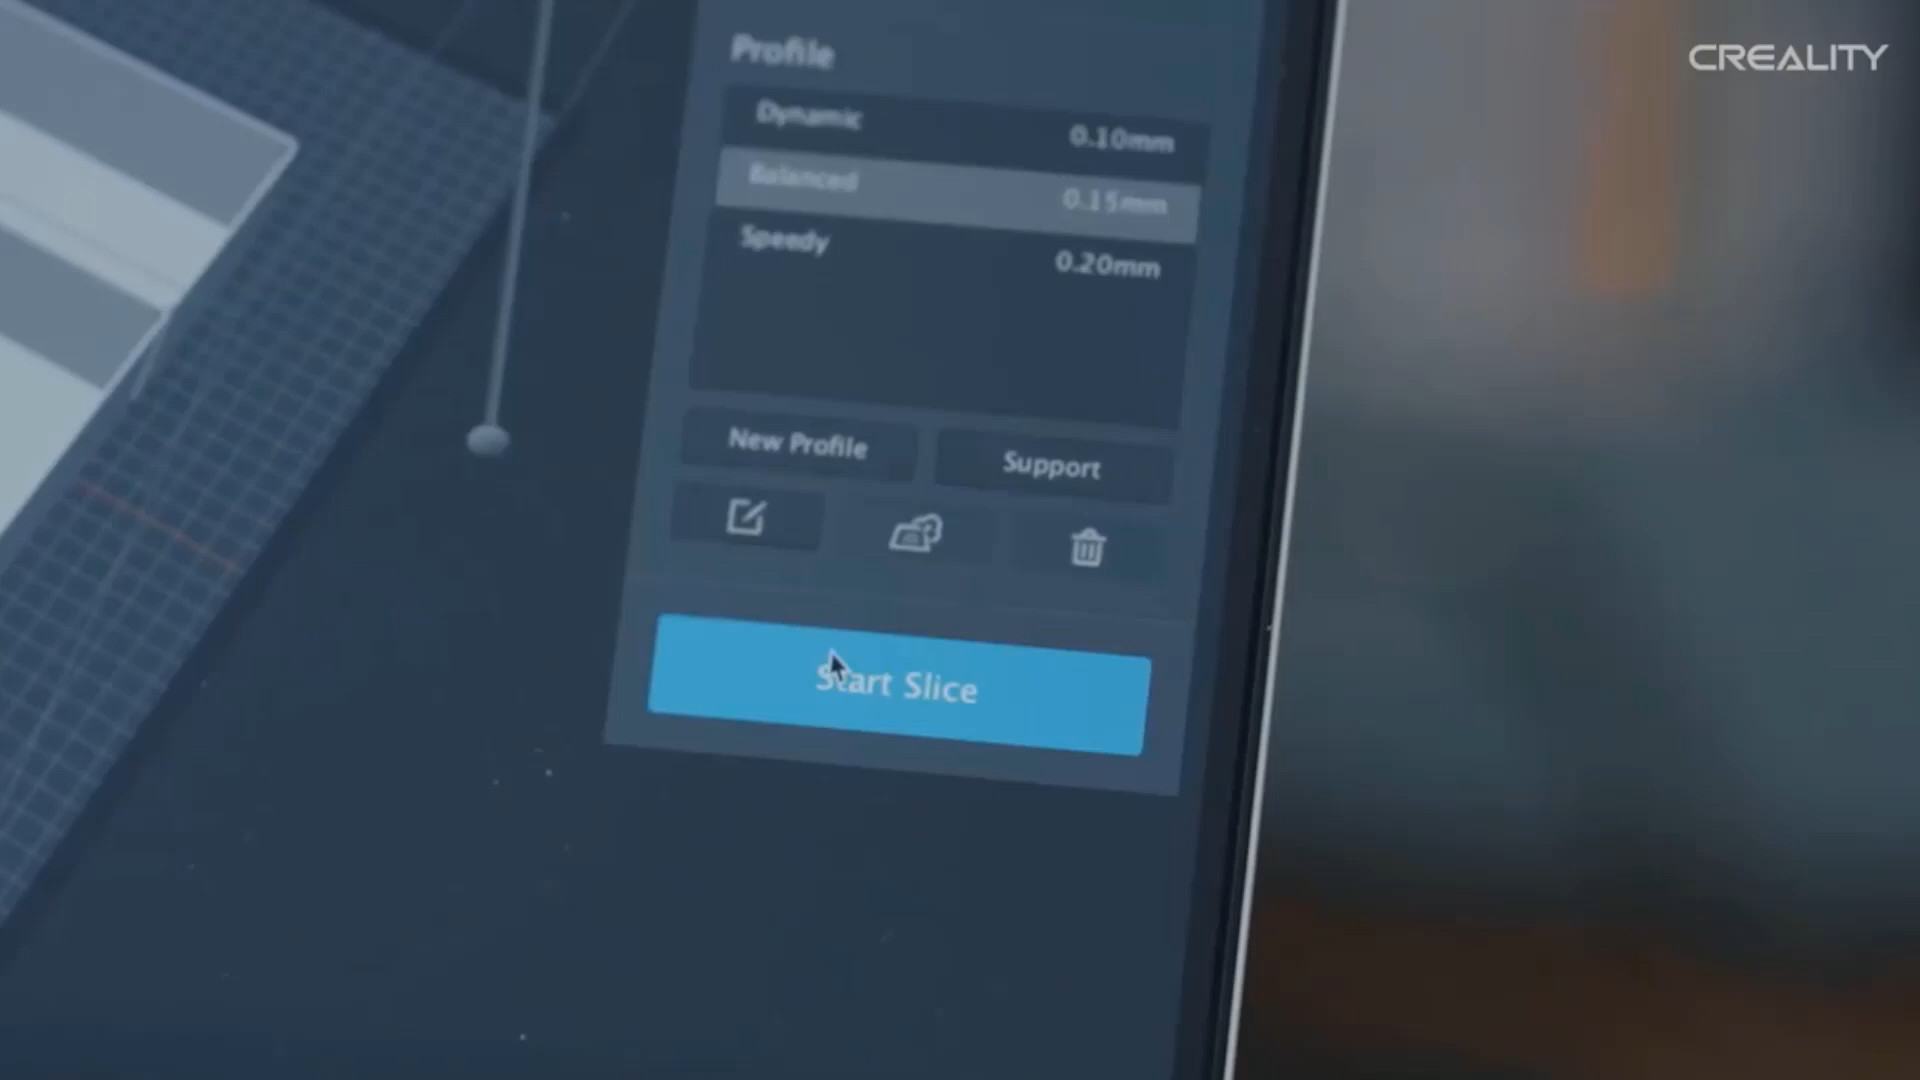 CREALITY
Profile
Dynamic 0.10mm
Balanced 0.15mm
Speedy 0.20mm
New Profile Support
Start Slice